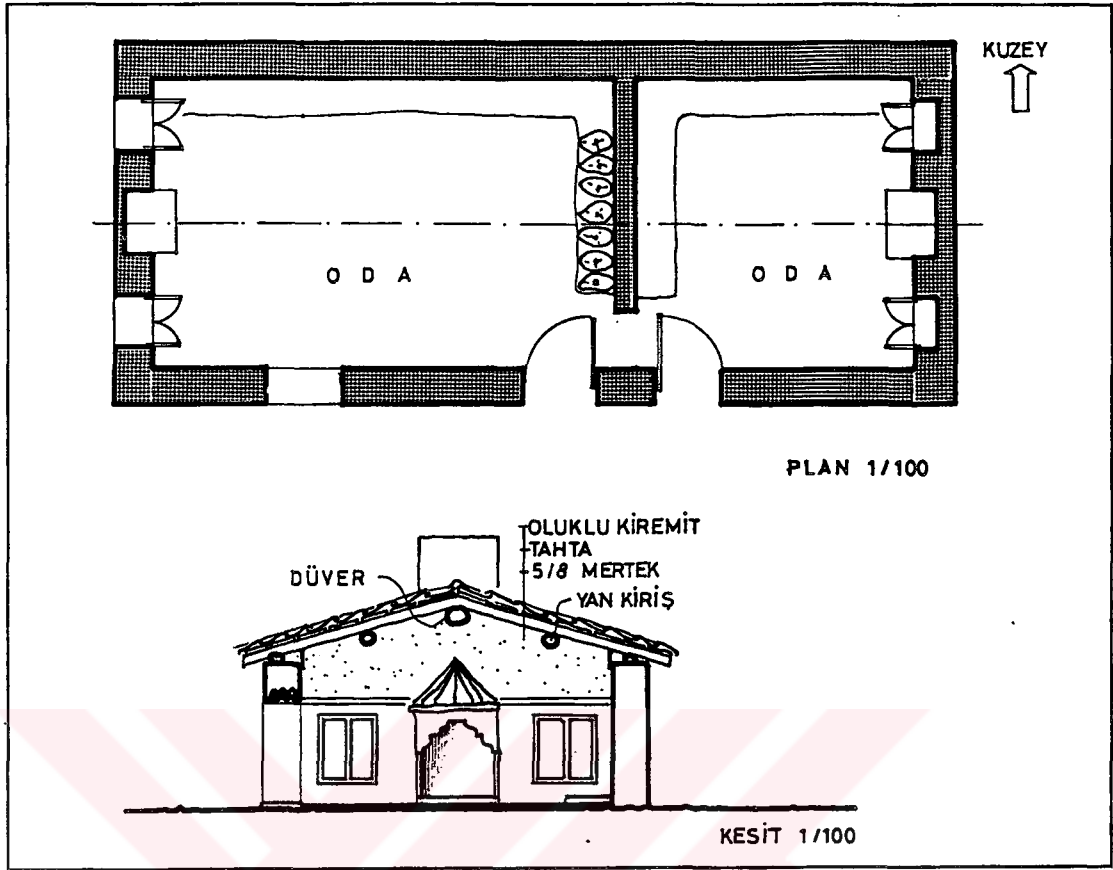 KUZEY
O D A
O D A
PLAN 1/100
OLUKLU KİREMİT
TAHTA
5/8 MERTEK
DÜVER
YAN KİRİŞ
KESİT 1/100